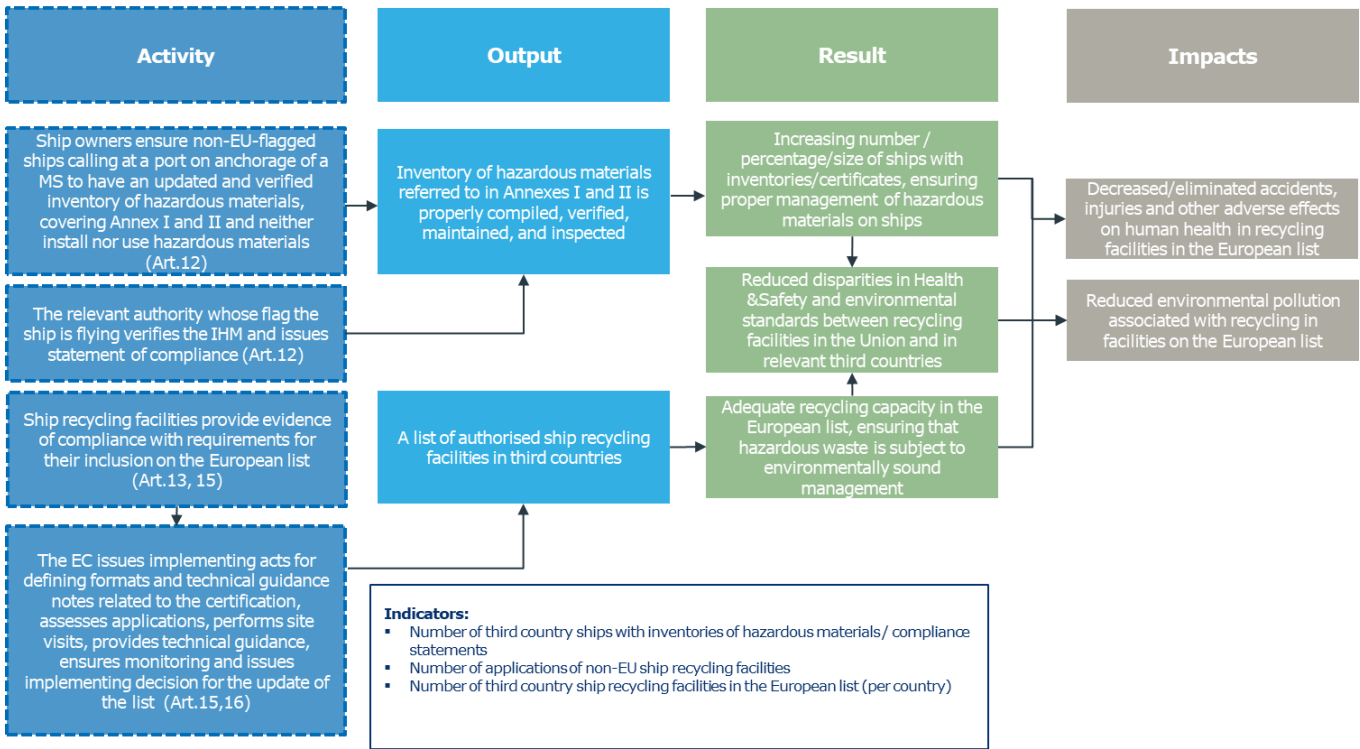 Activity
Output
Result
Impacts
Ship owners ensure non-EU-flagged
ships calling at a port on anchorage of a
MS to have an updated and verified
inventory of hazardous materials,
covering Annex I and II and neither
install nor use hazardous materials
(Art.12)
Inventory of hazardous materials
referred to in Annexes I and II is
properly compiled, verified,
maintained, and inspected
Increasing number /
percentage/size of ships with
inventories/certificates, ensuring
proper management of hazardous
materials on ships
Decreased/eliminated accidents,
injuries and other adverse effects
on human health in recycling
facilities in the European list
The relevant authority whose flag the
ship is flying verifies the IHM and issues
statement of compliance (Art.12)
Reduced disparities in Health
&Safety and environmental
standards between recycling
facilities in the Union and in
relevant third countries
Reduced environmental pollution
associated with recycling in
facilities on the European list
Ship recycling facilities provide evidence
of compliance with requirements for
their inclusion on the European list
(Art.13, 15)
A list of authorised ship recycling
facilities in third countries
Adequate recycling capacity in the
European list, ensuring that
hazardous waste is subject to
environmentally sound
management
The EC issues implementing acts for
defining formats and technical guidance
notes related to the certification,
assesses applications, performs site
visits, provides technical guidance,
ensures monitoring and issues
implementing decision for the update of
the list (Art.15,16)
Indicators:
▪ Number of third country ships with inventories of hazardous materials/ compliance
statements
▪ Number of applications of non-EU ship recycling facilities
▪ Number of third country ship recycling facilities in the European list (per country)